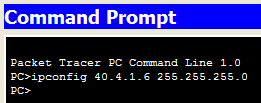 Command Prompt
Packet Tracer PC Command Line 1.0
PC>ipconfig 40.4.1.6 255.255.255.0
PC>